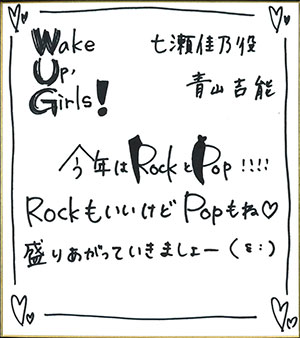 Wake
Up,
Girls!
七瀬佳乃役
青山吉能
今年はRockとPop!!!!
RockもいいけどPopもね♡
盛りあがっていきましょー(ε:)